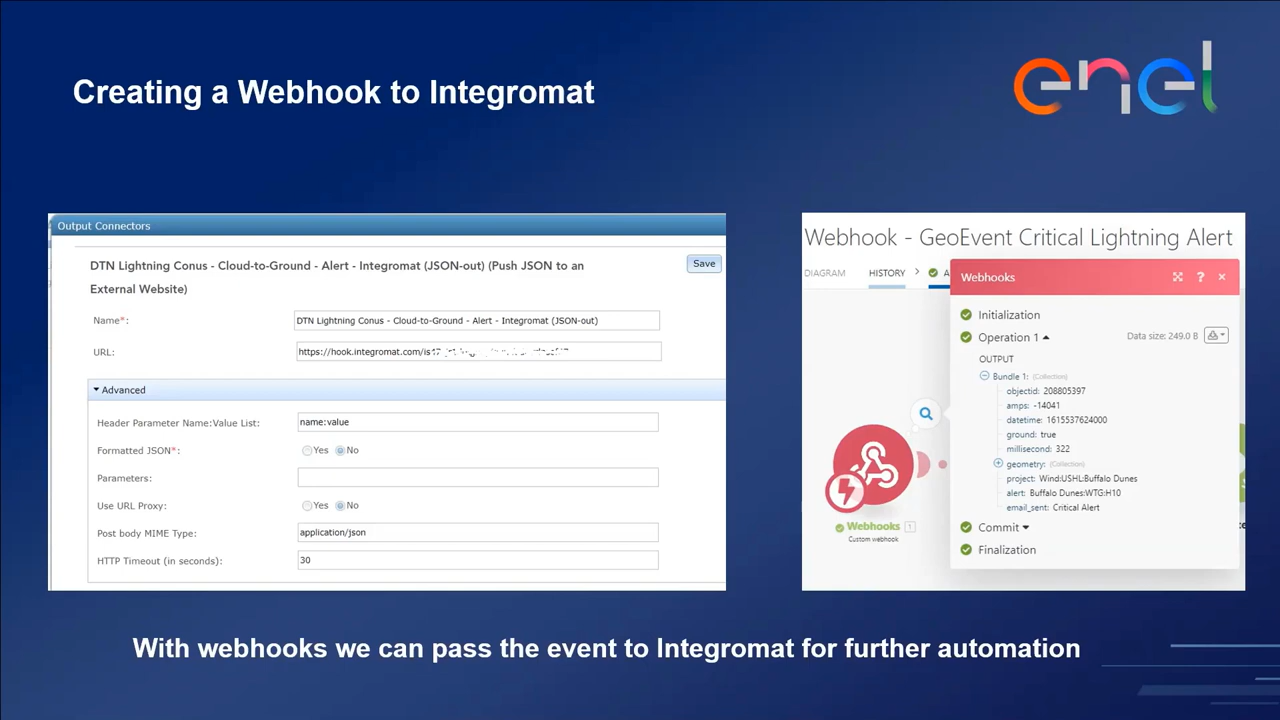 Creating a Webhook to Integromat
enel
Output Connectors
DTN Lightning Conus - Cloud-to-Ground - Alert - Integromat (JSON-out) (Push JSON to an
External Website)
Save
Name*:
DTN Lightning Conus - Cloud-to-Ground - Alert - Integromat (JSON-out)
URL:
https://hook.integromat.com/
Advanced
Header Parameter Name:Value List:
name:value
Formatted JSON*:
Yes No
Parameters:
Use URL Proxy:
Yes No
Post body MIME Type:
application/json
HTTP Timeout (in seconds):
30
Webhook - GeoEvent Critical Lightning Alert
DIAGRAM
HISTORY
Webhooks
?
Initialization
Operation 1
Data size: 249.0 B
OUTPUT
Bundle 1: (Collection)
objectid: 208805397
amps: -14041
datetime: 1615537624000
ground: true
millisecond: 322
geometry: (Collection)
project: Wind:USHL:Buffalo Dunes
alert: Buffalo Dunes:WTG:H10
email_sent: Critical Alert
Commit
Finalization
Webhooks 1
Custom webhook
With webhooks we can pass the event to Integromat for further automation